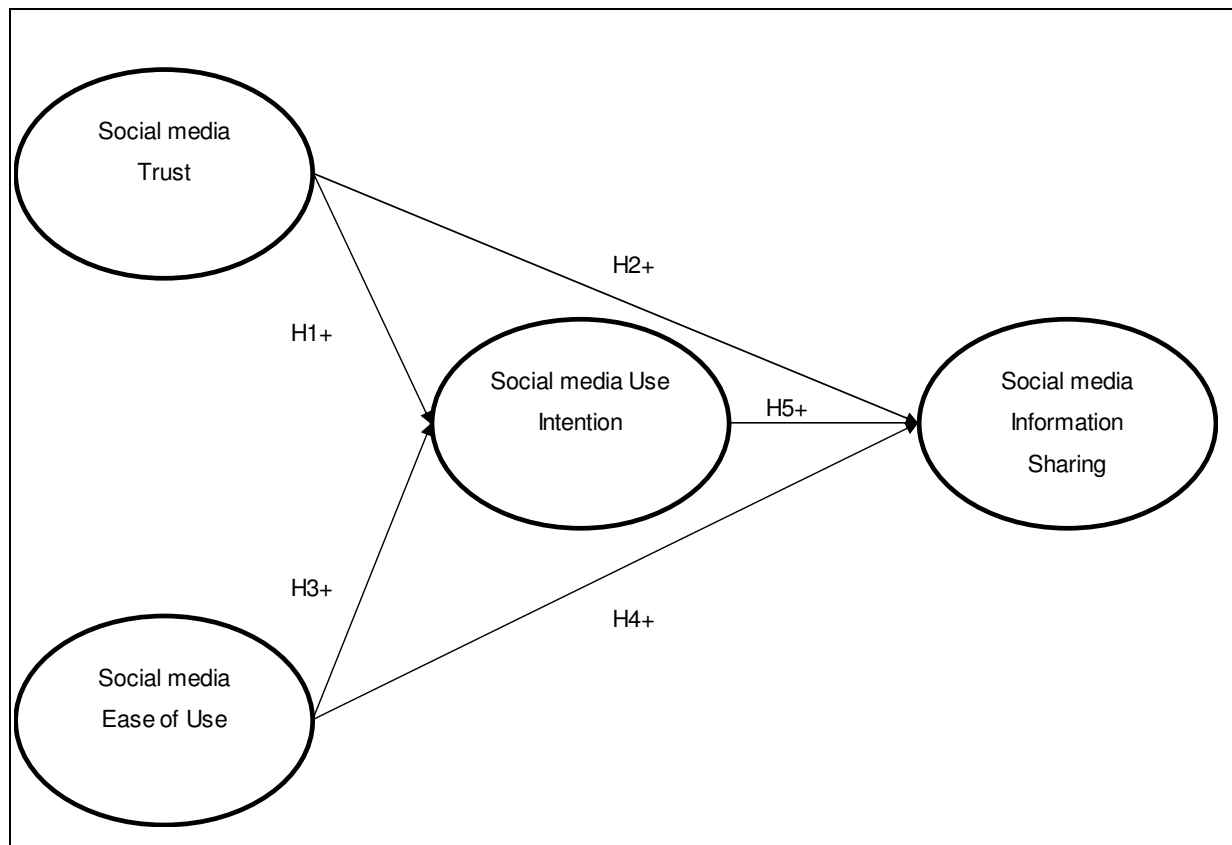 Social media
Trust
H2+
H1+
Social media Use
Intention
H5+
Social media
Information
Sharing
H3+
H4+
Social media
Ease of Use